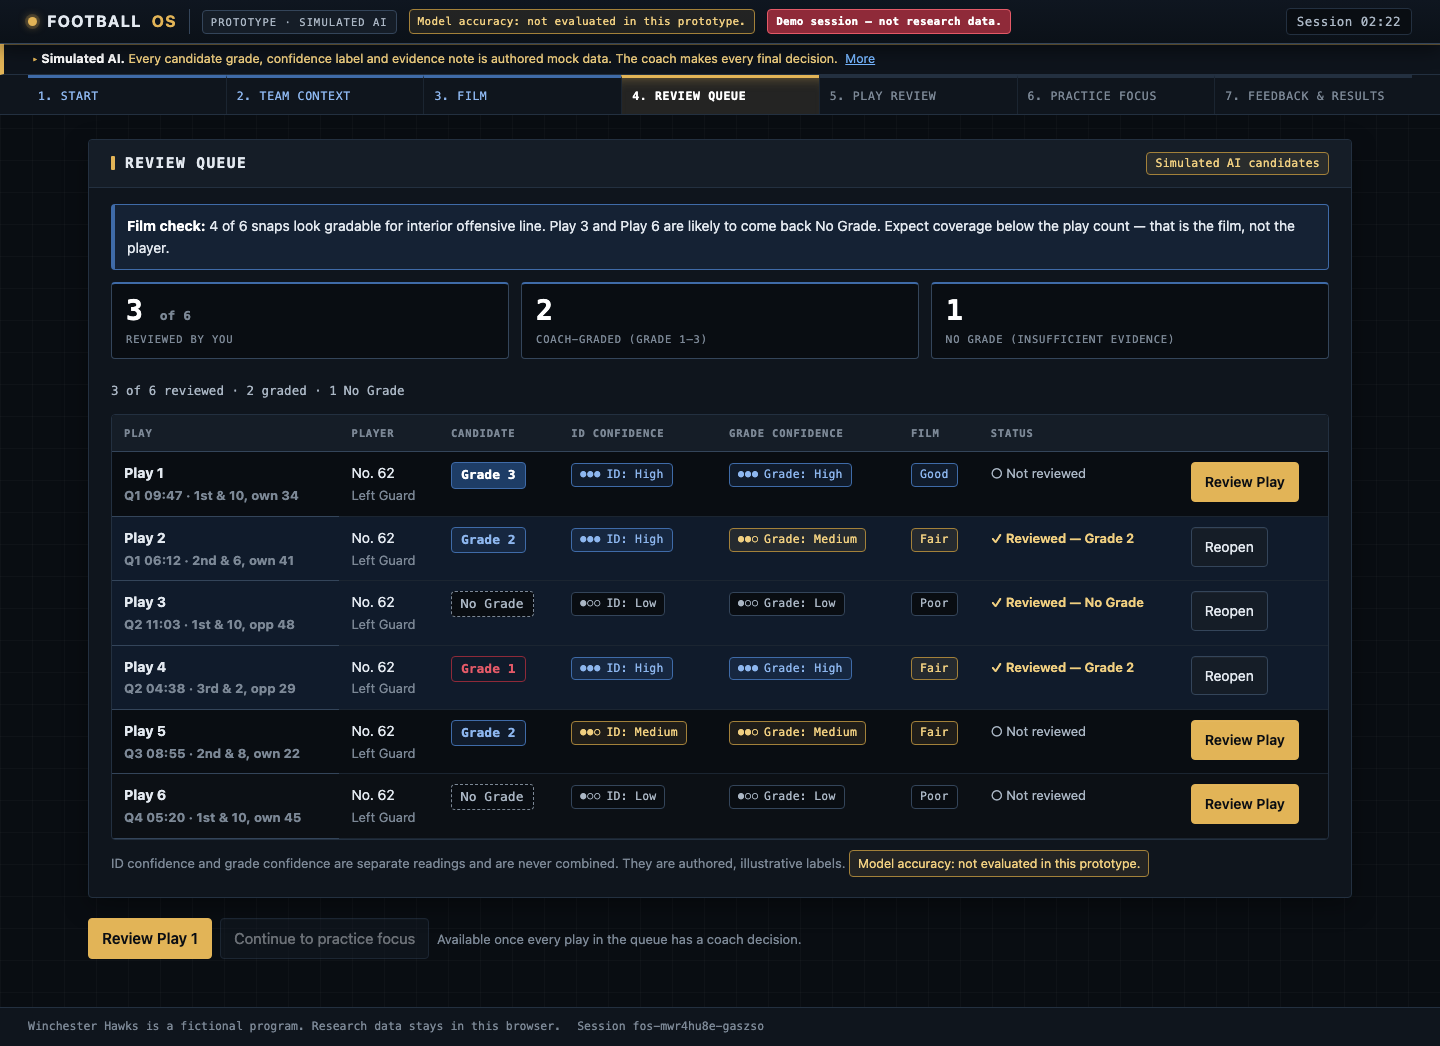 FOOTBALL OS
PROTOTYPE · SIMULATED AI
Model accuracy: not evaluated in this prototype.
Demo session — not research data.
Session 02:22
▸ Simulated AI. Every candidate grade, confidence label and evidence note is authored mock data. The coach makes every final decision. More
1. START
2. TEAM CONTEXT
3. FILM
4. REVIEW QUEUE
5. PLAY REVIEW
6. PRACTICE FOCUS
7. FEEDBACK & RESULTS
REVIEW QUEUE
Simulated AI candidates
Film check: 4 of 6 snaps look gradable for interior offensive line. Play 3 and Play 6 are likely to come back No Grade. Expect coverage below the play count — that is the film, not the
player.
3 of 6
REVIEWED BY YOU
2
COACH-GRADED (GRADE 1–3)
1
NO GRADE (INSUFFICIENT EVIDENCE)
3 of 6 reviewed · 2 graded · 1 No Grade
PLAY PLAYER CANDIDATE ID CONFIDENCE GRADE CONFIDENCE FILM STATUS
Play 1 No. 62 Grade 3 ●●● ID: High ●●● Grade: High Good ○ Not reviewed Review Play
Q1 09:47 · 1st & 10, own 34 Left Guard
Play 2 No. 62 Grade 2 ●●● ID: High ●●○ Grade: Medium Fair ✓ Reviewed — Grade 2 Reopen
Q1 06:12 · 2nd & 6, own 41 Left Guard
Play 3 No. 62 No Grade ●○○ ID: Low ●○○ Grade: Low Poor ✓ Reviewed — No Grade Reopen
Q2 11:03 · 1st & 10, opp 48 Left Guard
Play 4 No. 62 Grade 1 ●●● ID: High ●●● Grade: High Fair ✓ Reviewed — Grade 2 Reopen
Q2 04:38 · 3rd & 2, opp 29 Left Guard
Play 5 No. 62 Grade 2 ●●○ ID: Medium ●●○ Grade: Medium Fair ○ Not reviewed Review Play
Q3 08:55 · 2nd & 8, own 22 Left Guard
Play 6 No. 62 No Grade ●○○ ID: Low ●○○ Grade: Low Poor ○ Not reviewed Review Play
Q4 05:20 · 1st & 10, own 45 Left Guard
ID confidence and grade confidence are separate readings and are never combined. They are authored, illustrative labels. Model accuracy: not evaluated in this prototype.
Review Play 1
Continue to practice focus
Available once every play in the queue has a coach decision.
Winchester Hawks is a fictional program. Research data stays in this browser. Session fos-mwr4hu8e-gaszso